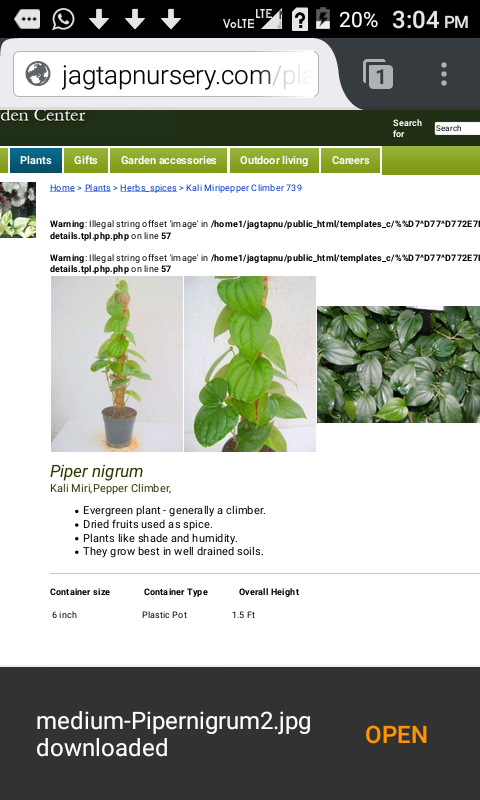 VoLTE LTE 20% 3:04 PM
jagtapnursery.com/pla
1
den Center
Search for
Search
Plants Gifts Garden accessories Outdoor living Careers
Home > Plants > Herbs_spices > Kali Miripepper Climber 739
Warning: Illegal string offset 'image' in /home1/jagtapnu/public_html/templates_c/%%D7^D77^D772E7
details.tpl.php.php on line 57
Warning: Illegal string offset 'image' in /home1/jagtapnu/public_html/templates_c/%%D7^D77^D772E7
details.tpl.php.php on line 57
Piper nigrum
Kali Miri,Pepper Climber,
• Evergreen plant - generally a climber.
• Dried fruits used as spice.
• Plants like shade and humidity.
• They grow best in well drained soils.
Container size Container Type Overall Height
6 inch Plastic Pot 1.5 Ft
medium-Pipernigrum2.jpg
downloaded
OPEN